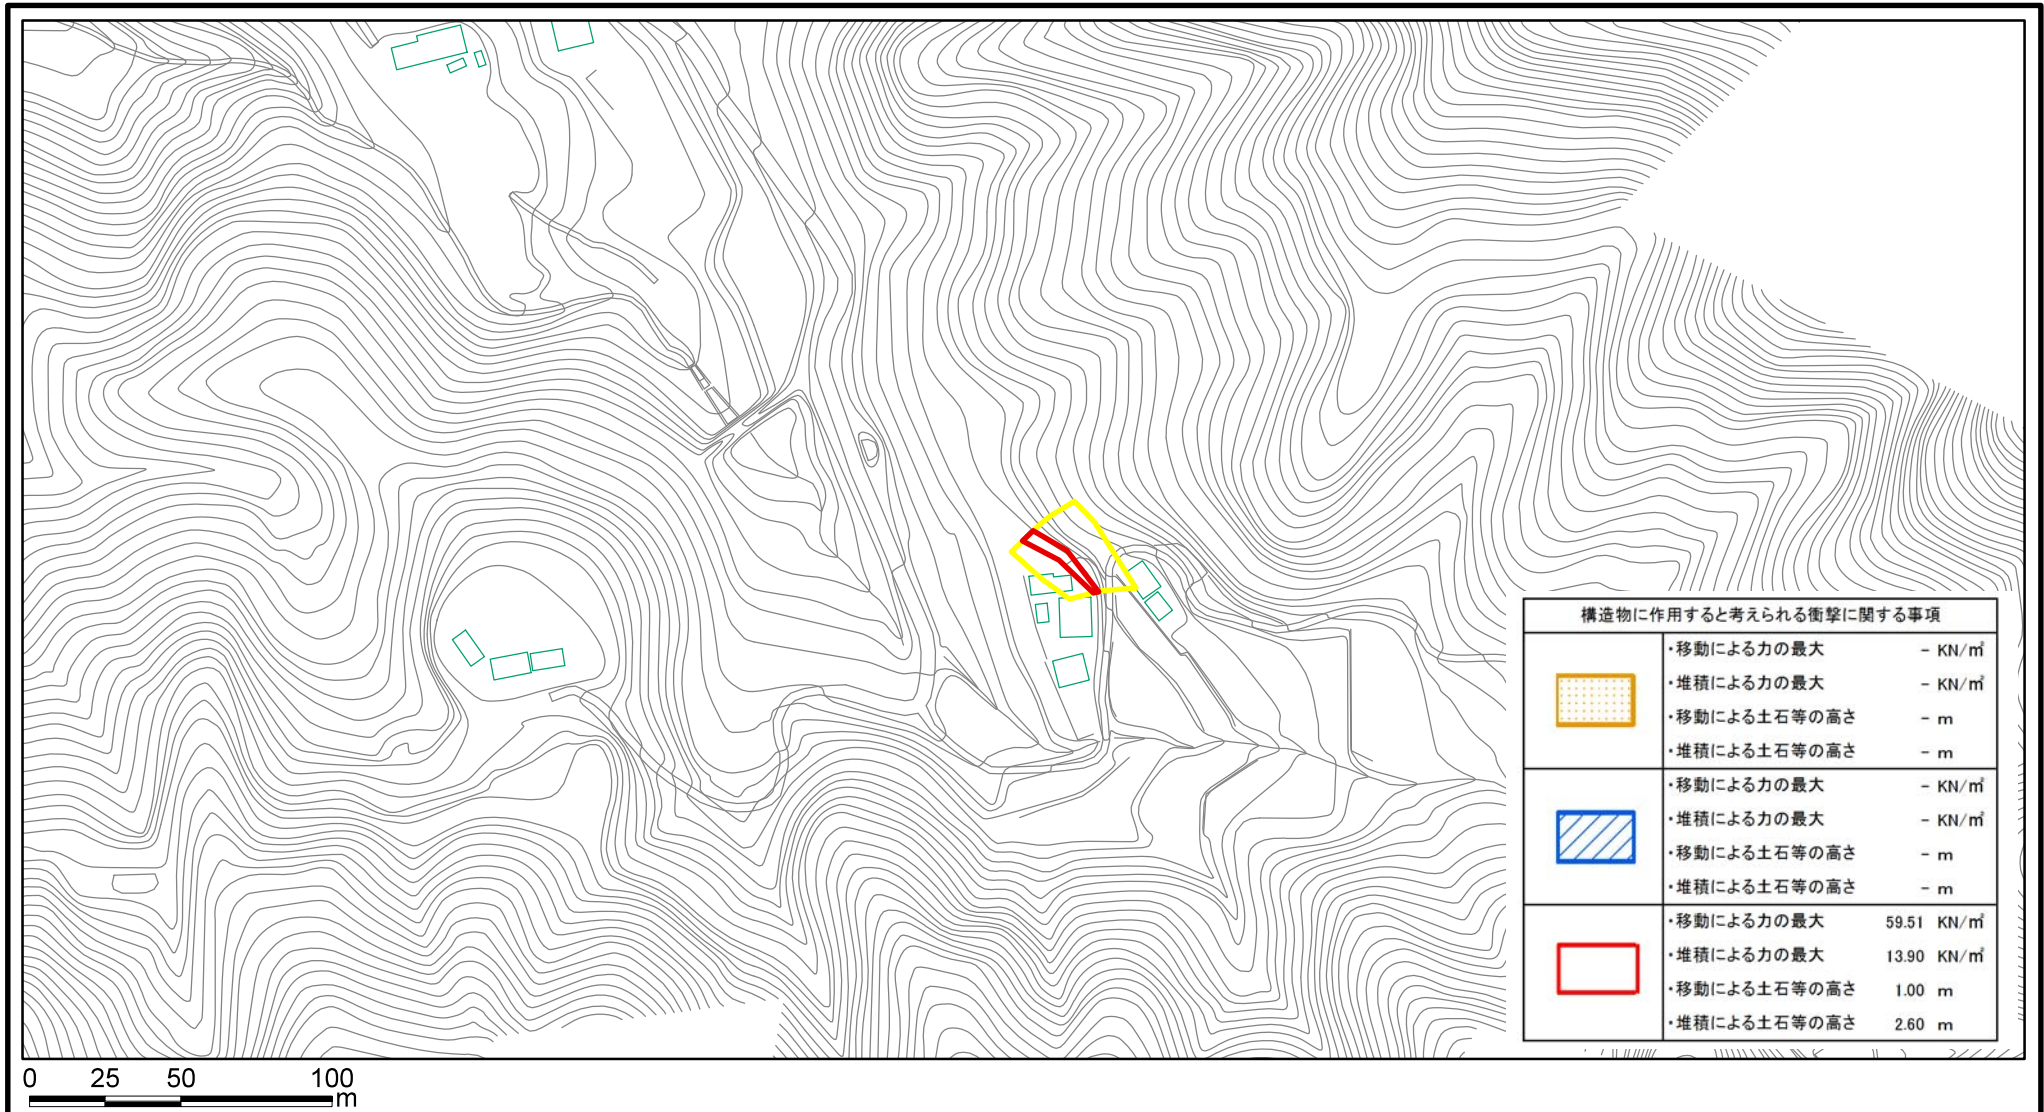 構造物に作用すると考えられる衝撃に関する事項
・移動による力の最大 - KN/㎡
・堆積による力の最大 - KN/㎡
・移動による土石等の高さ - m
・堆積による土石等の高さ - m
・移動による力の最大 - KN/㎡
・堆積による力の最大 - KN/㎡
・移動による土石等の高さ - m
・堆積による土石等の高さ - m
・移動による力の最大 59.51 KN/㎡
・堆積による力の最大 13.90 KN/㎡
・移動による土石等の高さ 1.00 m
・堆積による土石等の高さ 2.60 m
0 25 50 100
m